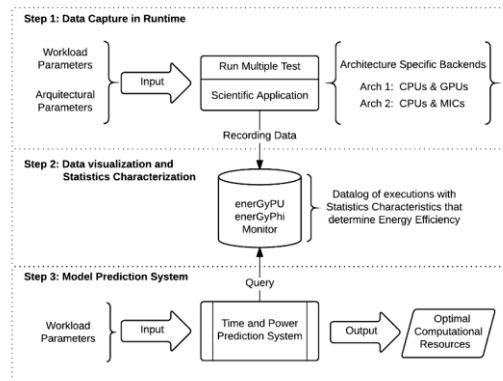 Step 1: Data Capture in Runtime
Workload
Parameters
Arquitectural
Parameters
Input
Run Multiple Test
Scientific Application
Architecture Specific Backends
Arch 1: CPUs & GPUs
Arch 2: CPUs & MICs
Recording Data
Step 2: Data visualization and
Statistics Characterization
enerGyPU
enerGyPhi
Monitor
Datalog of executions with
Statistics Characteristics that
determine Energy Efficiency
Step 3: Model Prediction System
Query
Workload
Parameters
Input
Time and Power
Prediction System
Output
Optimal
Computational
Resources